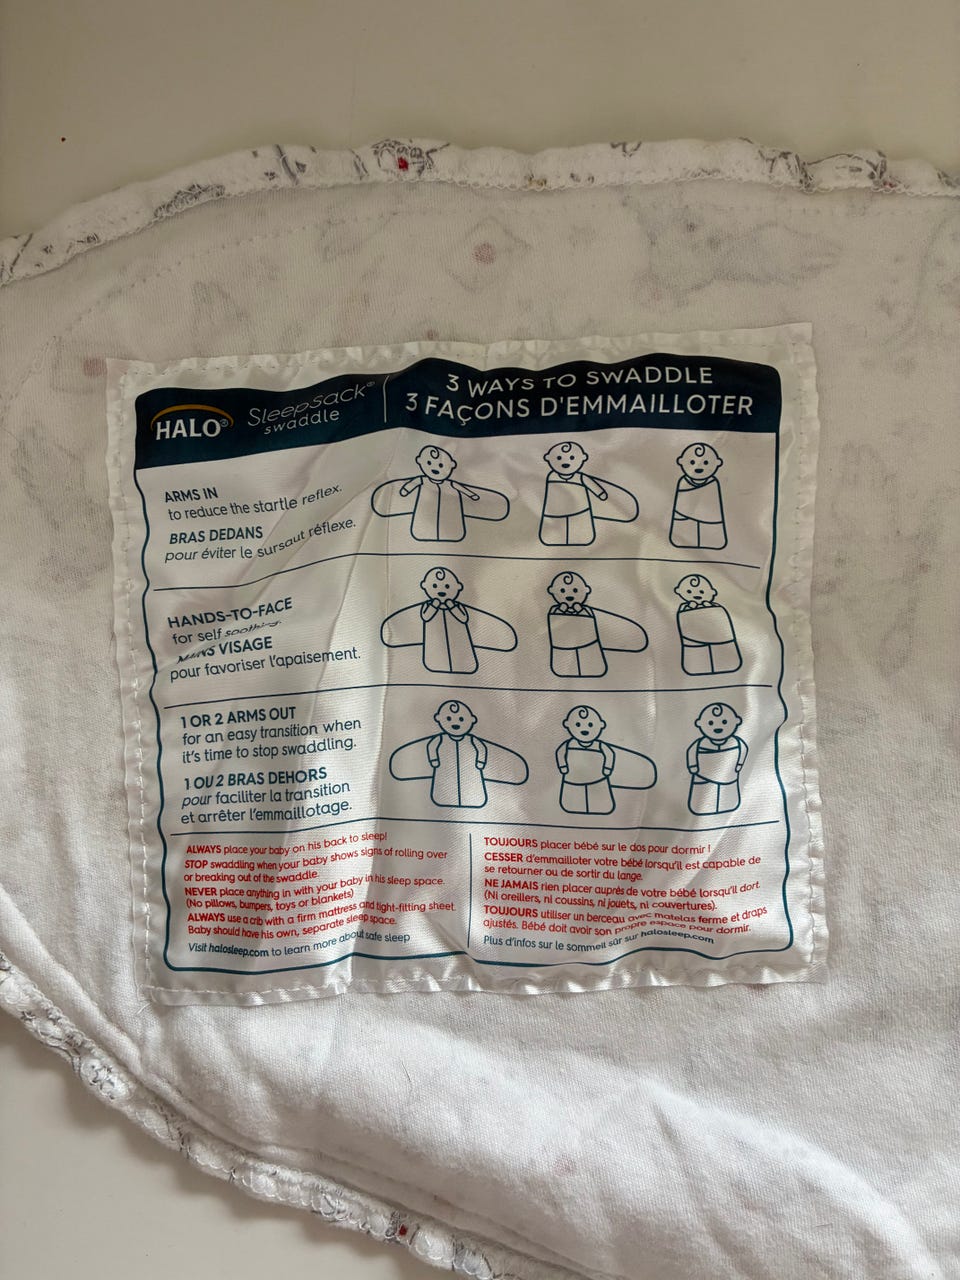 HALO® SleepSack® swaddle
3 WAYS TO SWADDLE
3 FAÇONS D'EMMAILLOTER
ARMS IN
to reduce the startle reflex.
BRAS DEDANS
pour éviter le sursaut réflexe.
HANDS-TO-FACE
for self soothing.
MAINS VISAGE
pour favoriser l'apaisement.
1 OR 2 ARMS OUT
for an easy transition when
it's time to stop swaddling.
1 OU 2 BRAS DEHORS
pour faciliter la transition
et arrêter l'emmaillotage.
ALWAYS place your baby on his back to sleep!
STOP swaddling when your baby shows signs of rolling over
or breaking out of the swaddle.
NEVER place anything in with your baby in his sleep space.
(No pillows, bumpers, toys or blankets)
ALWAYS use a crib with a firm mattress and tight-fitting sheet.
Baby should have his own, separate sleep space.
Visit halosleep.com to learn more about safe sleep
TOUJOURS placer bébé sur le dos pour dormir !
CESSER d'emmailloter votre bébé lorsqu'il est capable de
se retourner ou de sortir du lange.
NE JAMAIS rien placer auprès de votre bébé lorsqu'il dort.
(Ni oreillers, ni coussins, ni jouets, ni couvertures).
TOUJOURS utiliser un berceau avec matelas ferme et draps
ajustés. Bébé doit avoir son propre espace pour dormir.
Plus d'infos sur le sommeil sûr sur halosleep.com